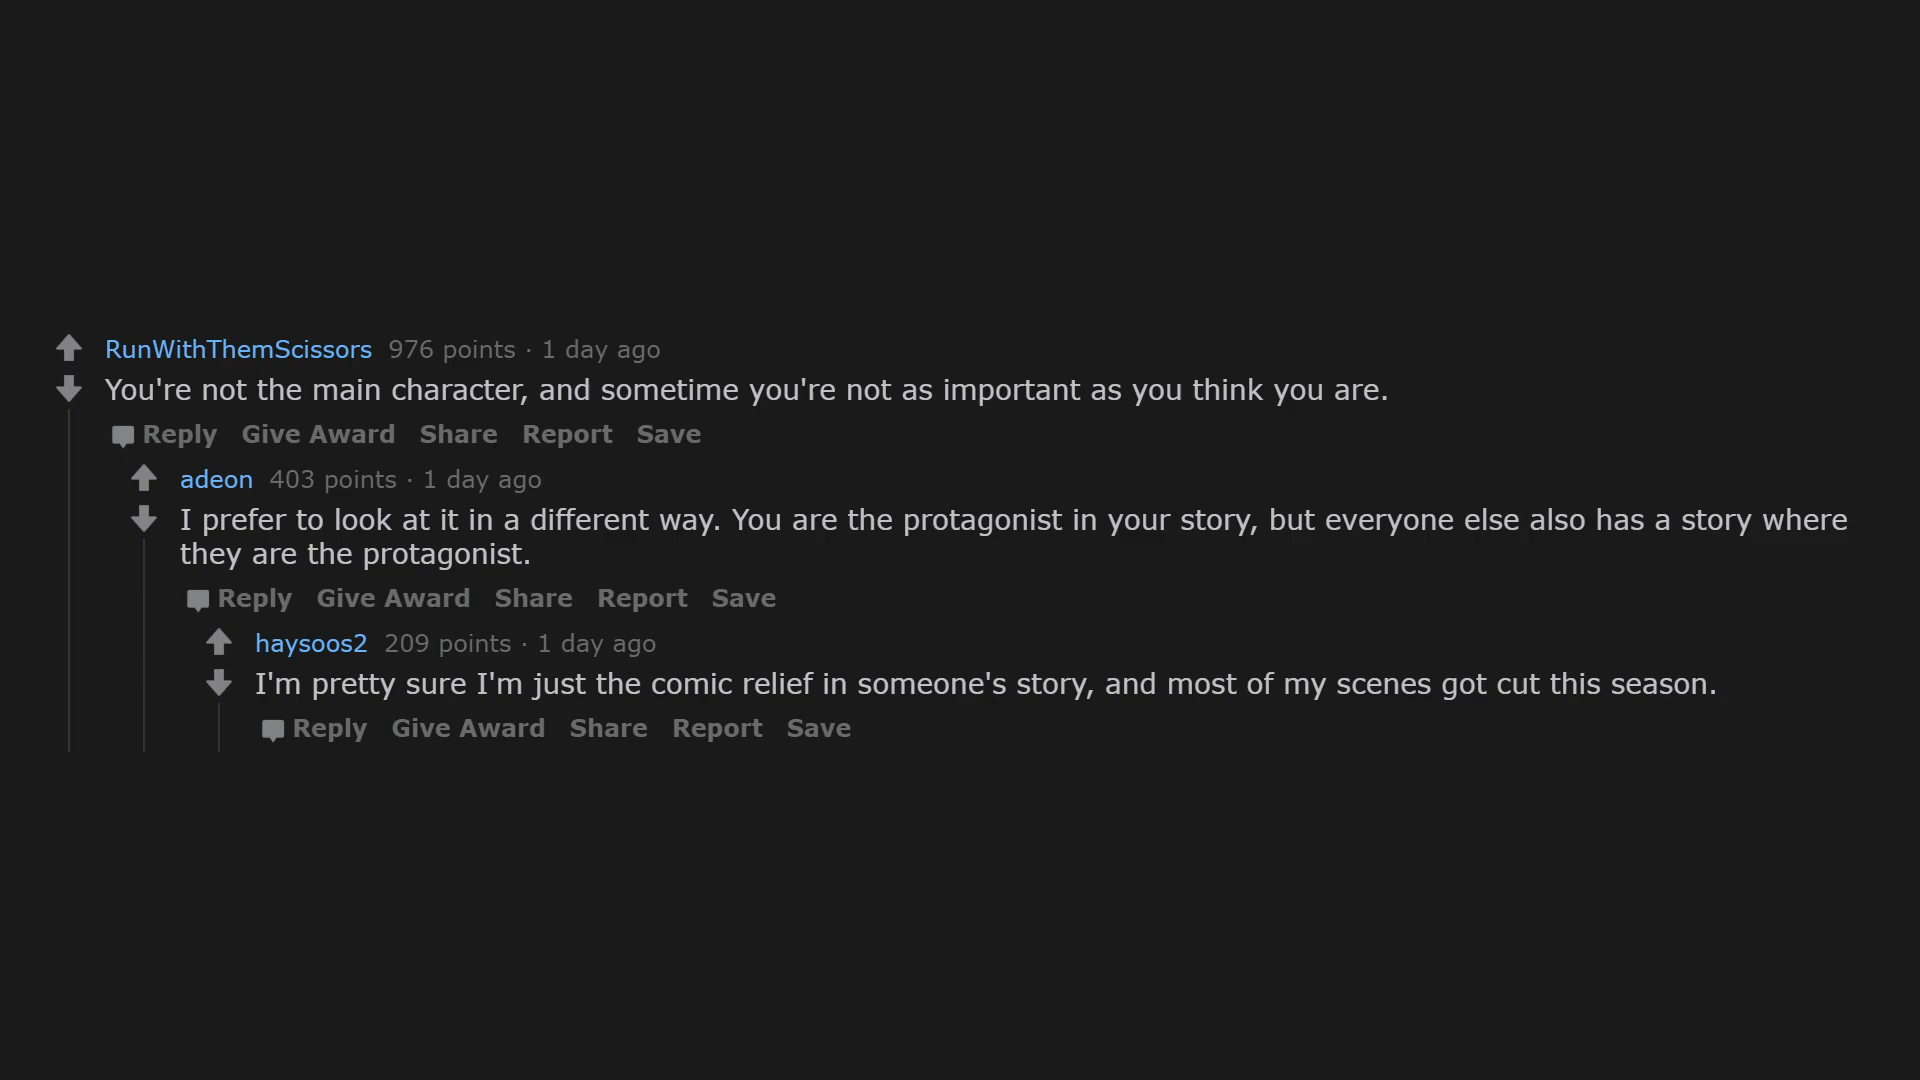 RunWithThemScissors 976 points · 1 day ago
You're not the main character, and sometime you're not as important as you think you are.
Reply Give Award Share Report Save
adeon 403 points · 1 day ago
I prefer to look at it in a different way. You are the protagonist in your story, but everyone else also has a story where
they are the protagonist.
Reply Give Award Share Report Save
haysoos2 209 points · 1 day ago
I'm pretty sure I'm just the comic relief in someone's story, and most of my scenes got cut this season.
Reply Give Award Share Report Save